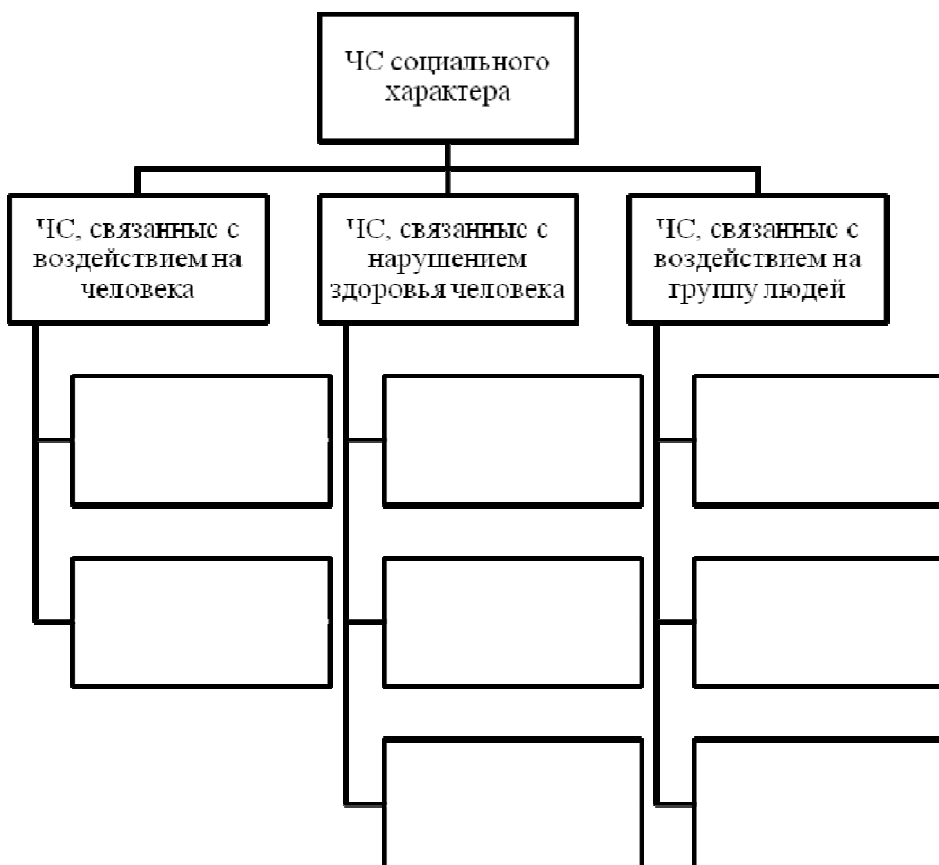 ЧС социального
характера
ЧС, связанные с
воздействием на
человека
ЧС, связанные с
нарушением
здоровья человека
ЧС, связанные с
воздействием на
группу людей